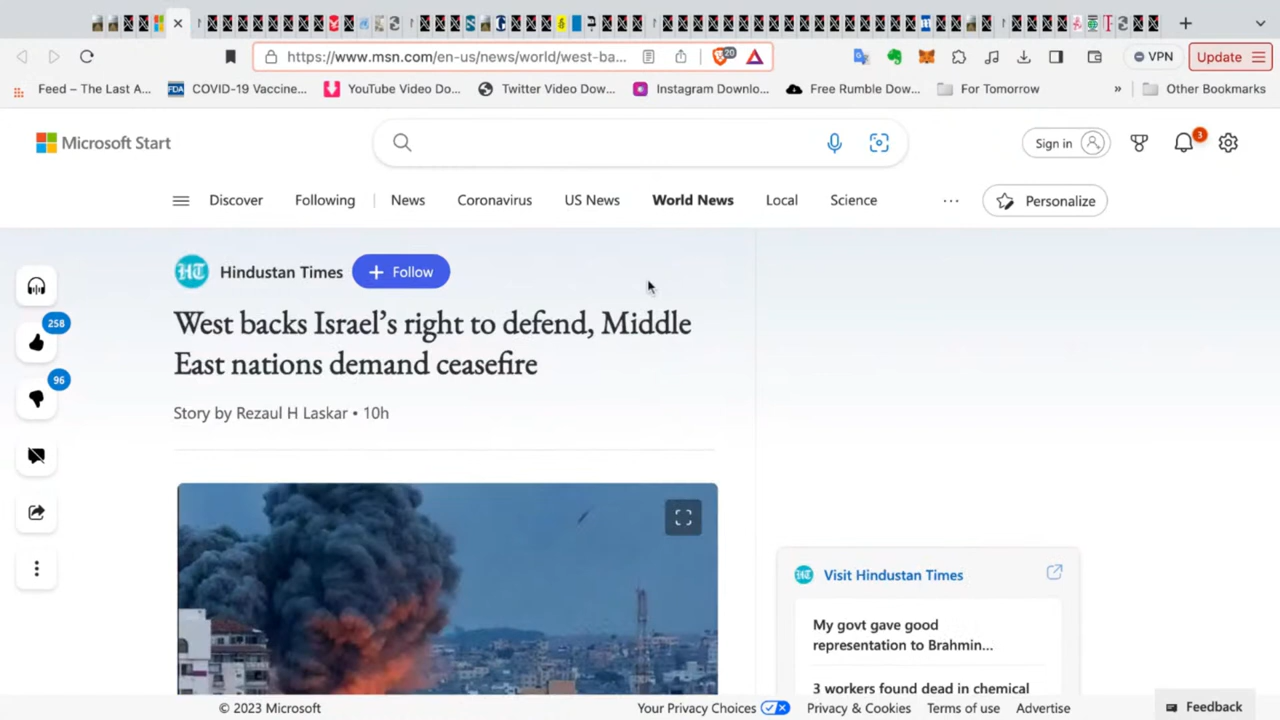 https://www.msn.com/en-us/news/world/west-ba...
20
VPN
Update
Feed – The Last A...
FDA
COVID-19 Vaccine...
YouTube Video Do...
Twitter Video Dow...
Instagram Downlo...
Free Rumble Dow...
For Tomorrow
»
Other Bookmarks
Microsoft Start
Sign in
3
Discover
Following
News
Coronavirus
US News
World News
Local
Science
...
Personalize
HT
Hindustan Times
+ Follow
258
West backs Israel's right to defend, Middle
East nations demand ceasefire
96
Story by Rezaul H Laskar • 10h
HT
Visit Hindustan Times
My govt gave good
representation to Brahmin...
3 workers found dead in chemical
© 2023 Microsoft
Your Privacy Choices
Privacy & Cookies
Terms of use
Advertise
Feedback